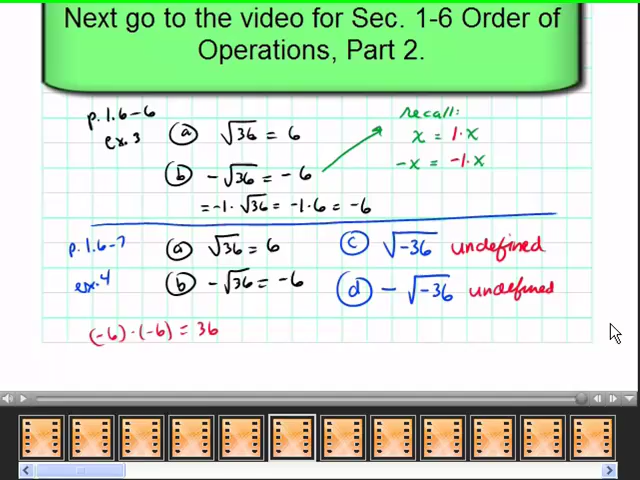 Next go to the video for Sec. 1-6 Order of
Operations, Part 2.
p. 1.6-6
ex. 3
(a) √36 = 6
(b) -√36 = -6
= -1 · √36 = -1 · 6 = -6
recall:
x = 1 · x
-x = -1 · x
p. 1.6-7
ex. 4
(a) √36 = 6
(b) -√36 = -6
(c) √-36 undefined
(d) - √-36 undefined
(-6) · (-6) = 36